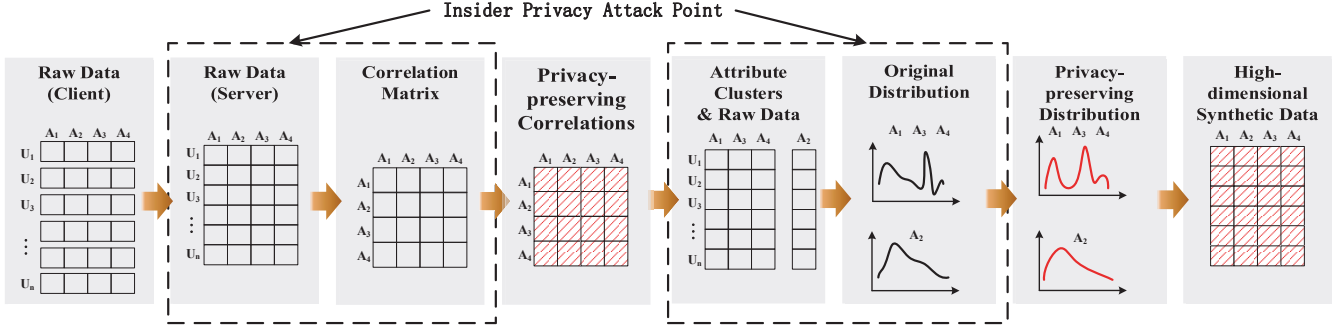 Insider Privacy Attack Point
Raw Data
(Client)
A1 A2 A3 A4
U1
U2
U3
⋮
Un
Raw Data
(Server)
A1 A2 A3 A4
U1
U2
U3
⋮
Un
Correlation
Matrix
A1 A2 A3 A4
A1
A2
A3
A4
Privacy-
preserving
Correlations
A1 A2 A3 A4
A1
A2
A3
A4
Attribute
Clusters
& Raw Data
A1 A3 A4 A2
U1
U2
U3
⋮
Un
Original
Distribution
A1 A3 A4
A2
Privacy-
preserving
Distribution
A1 A3 A4
A2
High-
dimensional
Synthetic Data
A1 A2 A3 A4